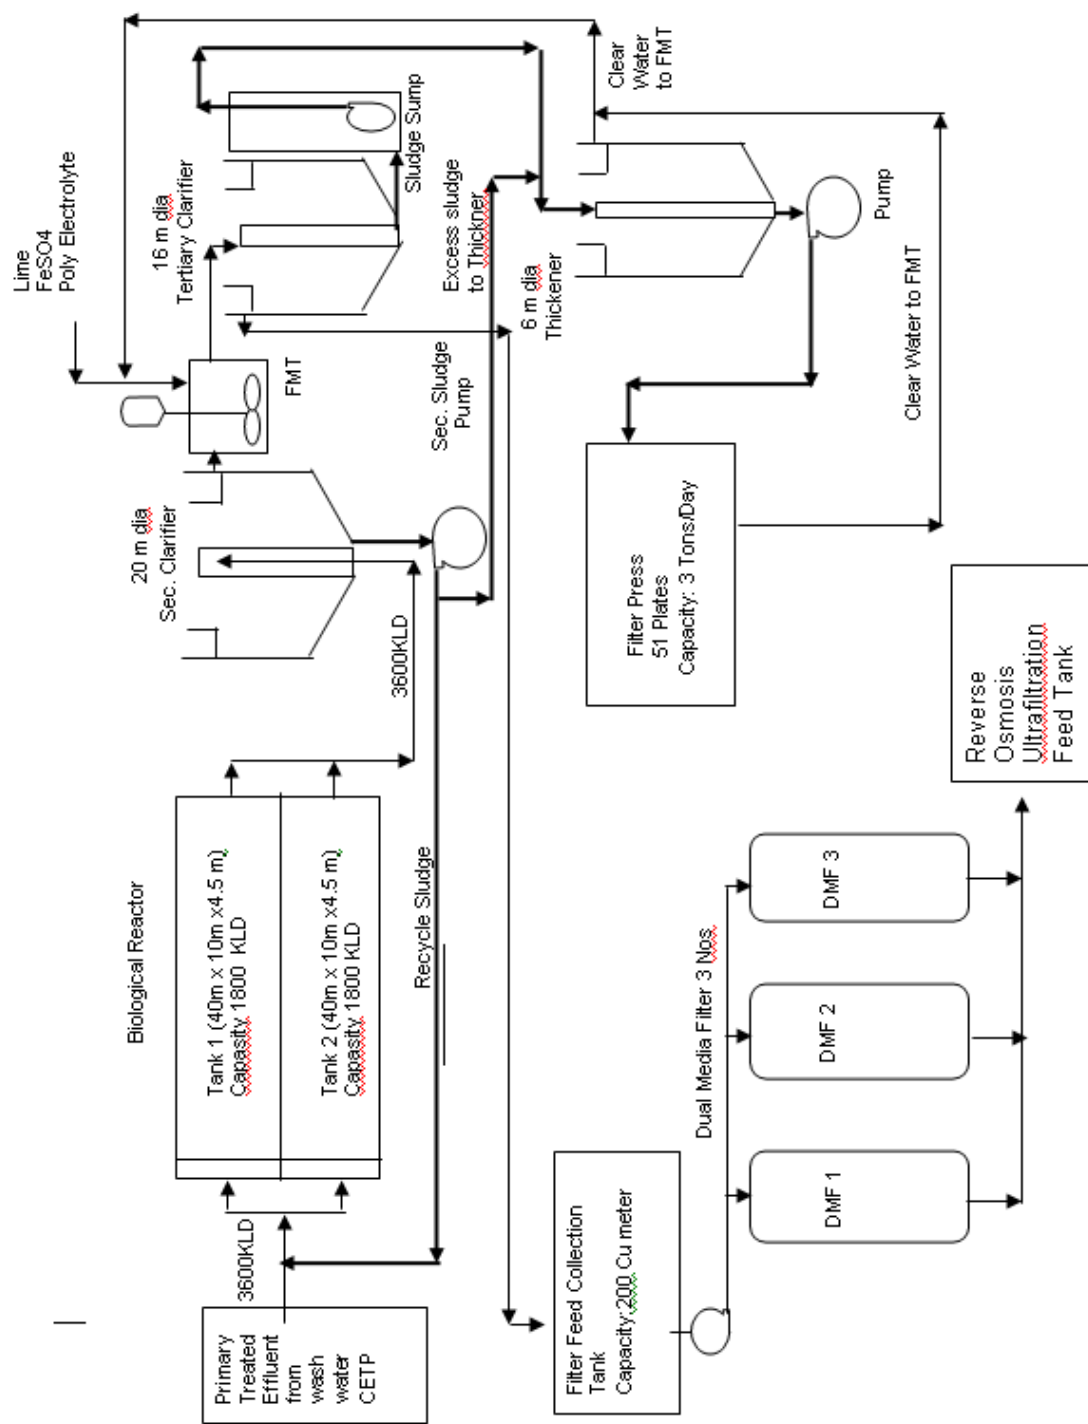 Lime
FeSO4
Poly Electrolyte
Clear
Water
to FMT
16 m dia
Tertiary Clarifier
Sludge Sump
FMT
20 m dia
Sec. Clarifier
Sec. Sludge
Pump
Excess sludge
to Thickner
6 m dia
Thickener
Pump
Clear Water to FMT
Biological Reactor
Tank 1 (40m x 10m x4.5 m)
Capasity 1800 KLD
Tank 2 (40m x 10m x4.5 m)
Capasity 1800 KLD
3600KLD
3600KLD
Recycle Sludge
Primary
Treated
Effluent
from
wash
water
CETP
Filter Press
51 Plates
Capacity: 3 Tons/Day
Filter Feed Collection
Tank
Capacity:200 Cu meter
Dual Media Filter 3 Nos
DMF 1
DMF 2
DMF 3
Reverse
Osmosis
Ultrafiltration
Feed Tank